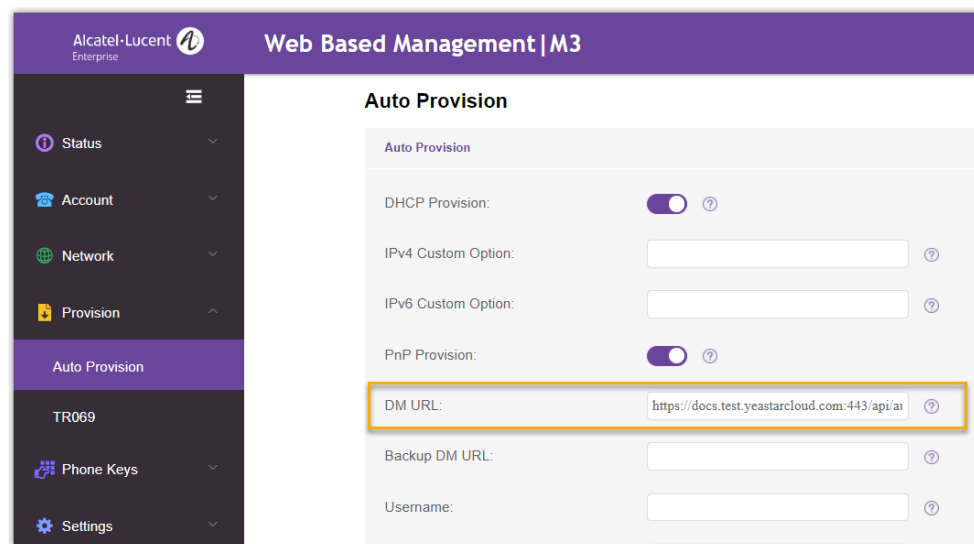 Alcatel·Lucent
Enterprise
Web Based Management|M3
Status
Account
Network
Provision
Auto Provision
TR069
Phone Keys
Settings
Auto Provision
Auto Provision
DHCP Provision:
IPv4 Custom Option:
IPv6 Custom Option:
PnP Provision:
DM URL: https://docs.test.yeastarcloud.com:443/api/au
Backup DM URL:
Username: